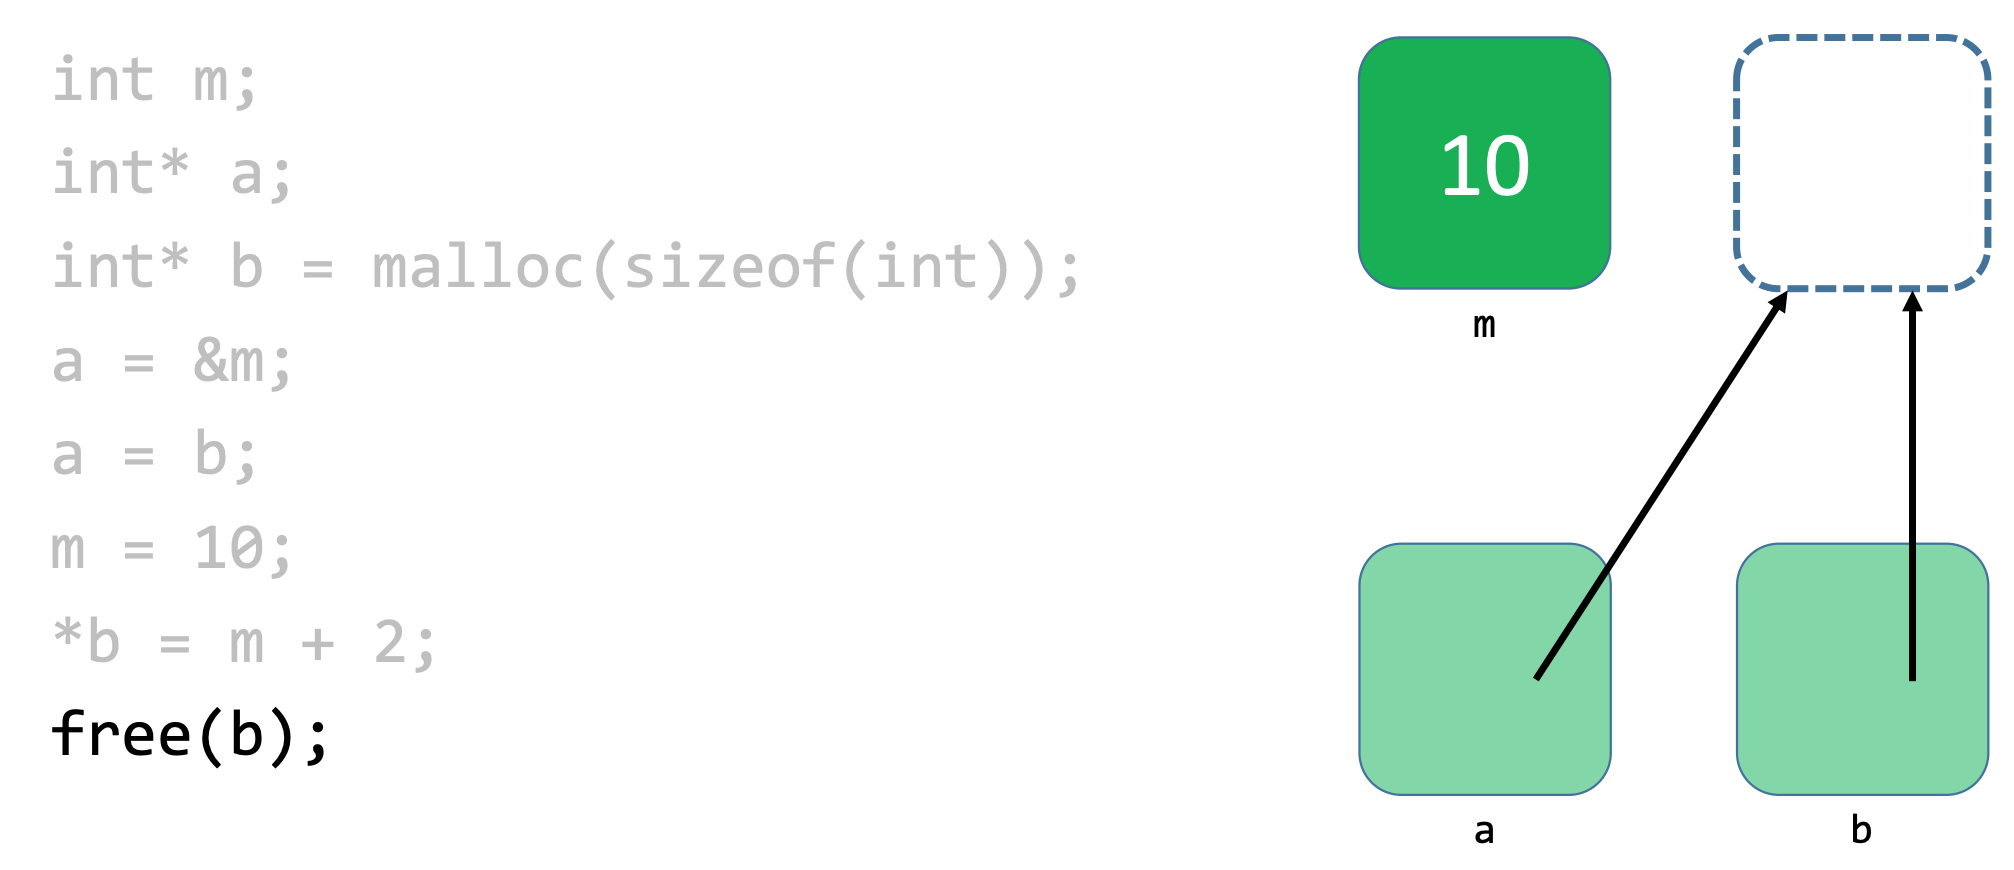 int m;
int* a;
int* b = malloc(sizeof(int));
a = &m;
a = b;
m = 10;
*b = m + 2;
free(b);
10
m
a
b